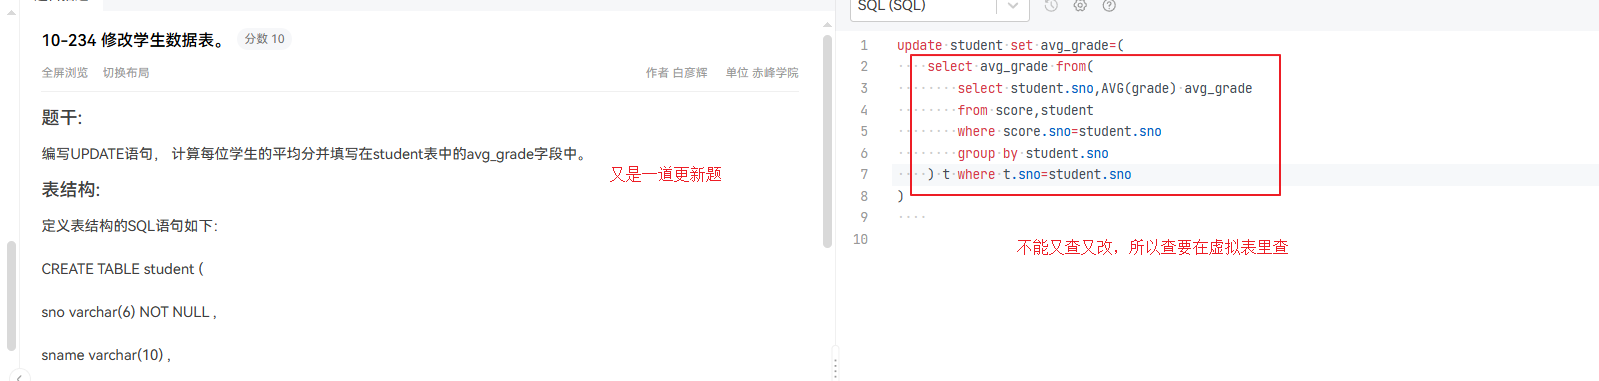 10-234 修改学生数据表。 分数 10
全屏浏览 切换布局 作者 白彦辉 单位 赤峰学院
题干:
编写UPDATE语句， 计算每位学生的平均分并填写在student表中的avg_grade字段中。
又是一道更新题
表结构:
定义表结构的SQL语句如下:
CREATE TABLE student (
sno varchar(6) NOT NULL ,
sname varchar(10) ,
SQL (SQL)
1 update student set avg_grade=(
2 select avg_grade from(
3 select student.sno,AVG(grade) avg_grade
4 from score,student
5 where score.sno=student.sno
6 group by student.sno
7 ) t where t.sno=student.sno
8 )
9
10
不能又查又改，所以查要在虚拟表里查